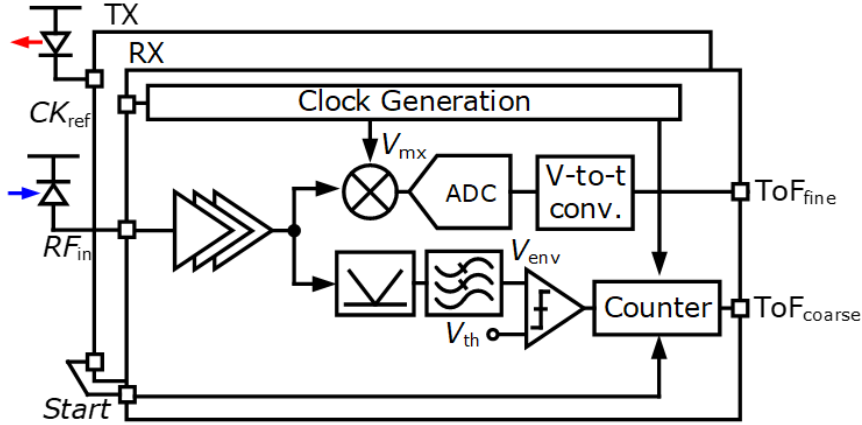 TX
RX
Clock Generation
CKref
Vmx
ADC
V-to-t
conv.
ToFfine
RFin
Venv
Vth
Counter
ToFcoarse
Start